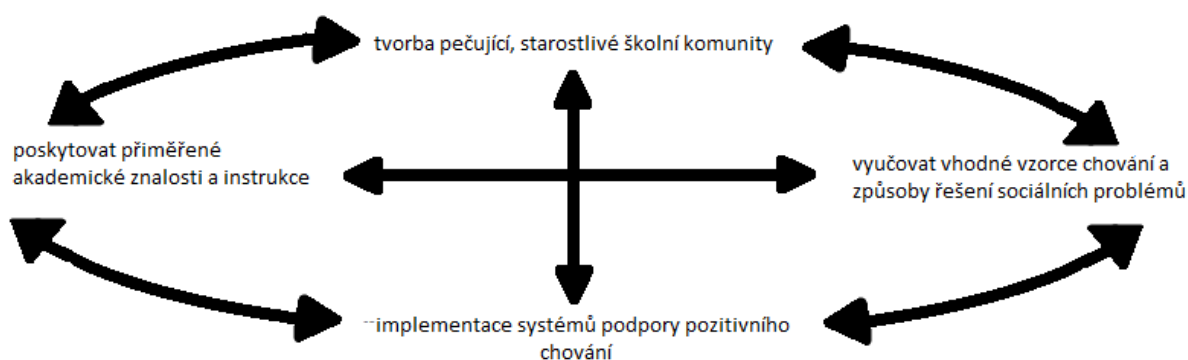 tvorba pečující, starostlivé školní komunity
poskytovat přiměřené
akademické znalosti a instrukce
vyučovat vhodné vzorce chování a
způsoby řešení sociálních problémů
implementace systémů podpory pozitivního
chování